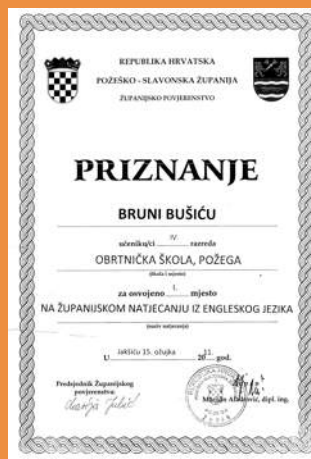 REPUBLIKA HRVATSKA
POŽEŠKO - SLAVONSKA ŽUPANIJA
ŽUPANIJSKO POVJERENSTVO
PRIZNANJE
BRUNI BUŠIĆU
IV.
učeniku/ci ......... razreda
OBRTNIČKA ŠKOLA, POŽEGA
(škola i mjesto)
I.
za osvojeno ......... mjesto
NA ŽUPANIJSKOM NATJECANJU IZ ENGLESKOG JEZIKA
(naziv natjecanja)
U Jakšiću 15. ožujka 2011. god.
Predsjednik Županijskog
povjerenstva:
dipl. ing.